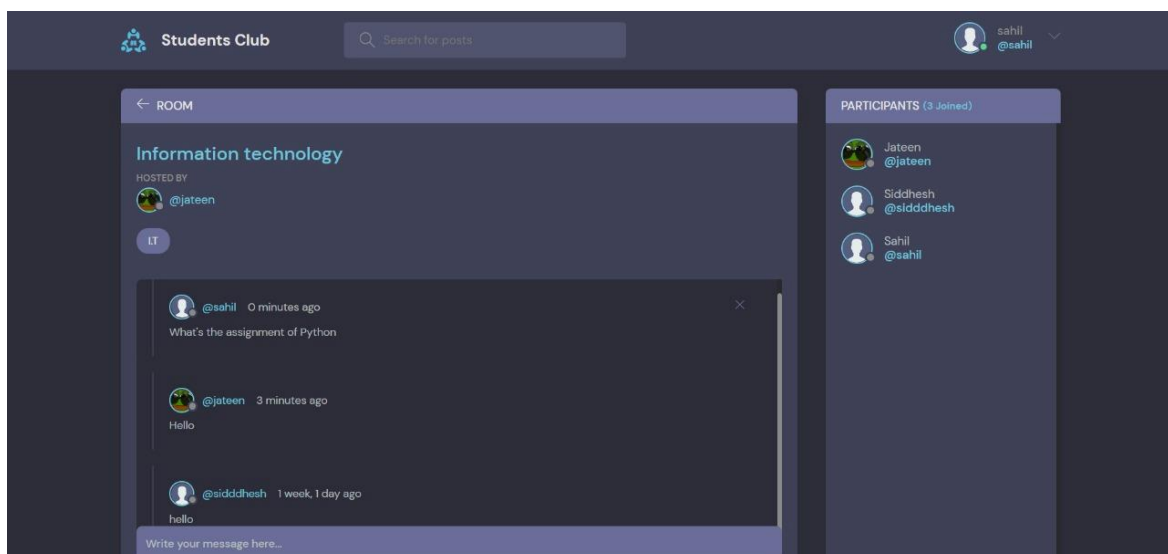 Students Club
Search for posts
sahil
@sahil
← ROOM
Information technology
HOSTED BY
@jateen
I.T
@sahil 0 minutes ago
What's the assignment of Python
@jateen 3 minutes ago
Hello
@sidddhesh 1 week, 1 day ago
hello
Write your message here...
PARTICIPANTS (3 Joined)
Jateen
@jateen
Siddhesh
@sidddhesh
Sahil
@sahil